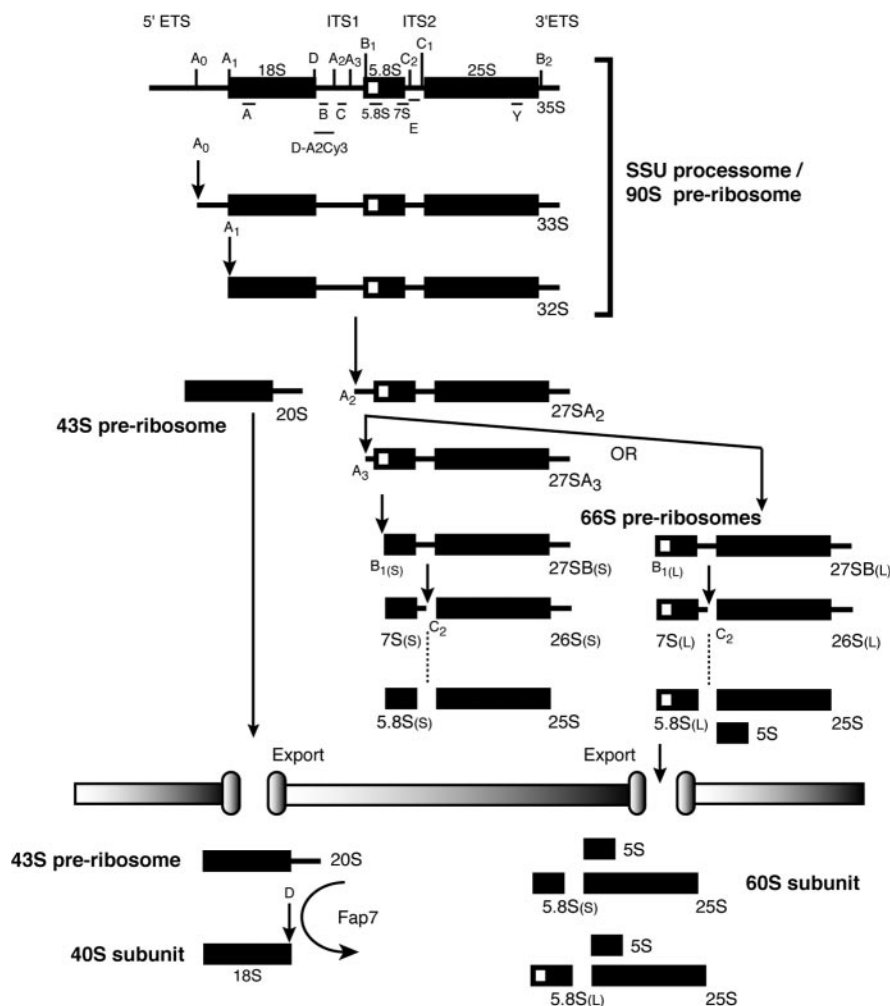 5' ETS ITS1 ITS2 3'ETS
A0 A1 D A2 A3 B1 C2 C1 B2
18S 5.8S 25S
35S
A B C 5.8S 7S E Y
D-A2Cy3
A0
SSU processome /
90S pre-ribosome
33S
A1
32S
20S A2 27SA2
43S pre-ribosome
OR
A3 27SA3
66S pre-ribosomes
B1(S) 27SB(S) B1(L) 27SB(L)
7S(S) C2 26S(S) 7S(L) C2 26S(L)
5.8S(S) 25S 5.8S(L) 25S
5S
Export Export
43S pre-ribosome 20S
5S
60S subunit
D
Fap7
5.8S(S) 25S
40S subunit
18S
5S
5.8S(L) 25S